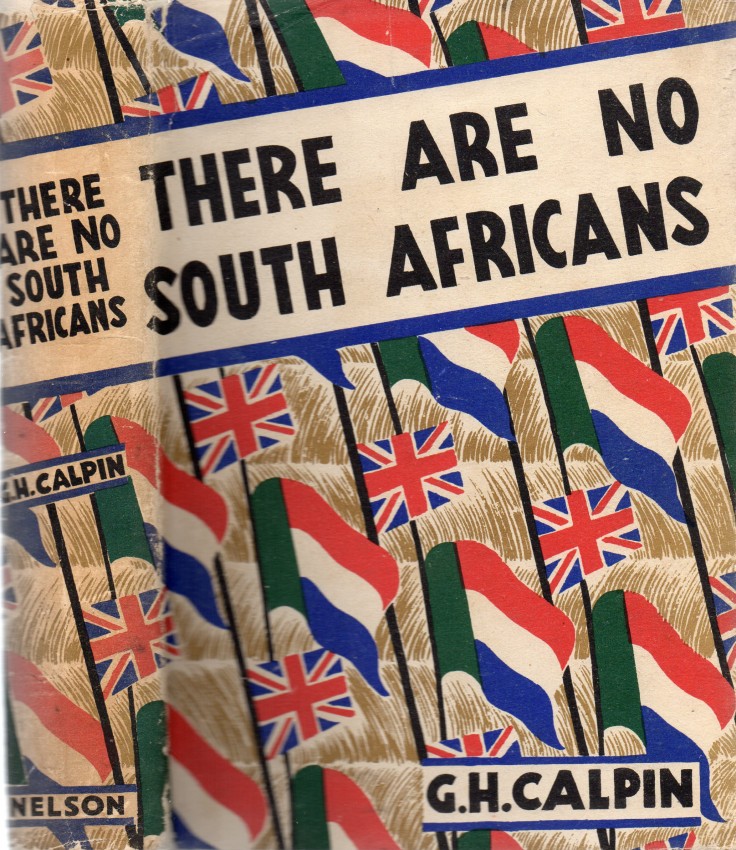 THERE ARE NO
SOUTH AFRICANS
G.H.CALPIN
THERE
ARE NO
SOUTH
AFRICANS
G.H.CALPIN
NELSON